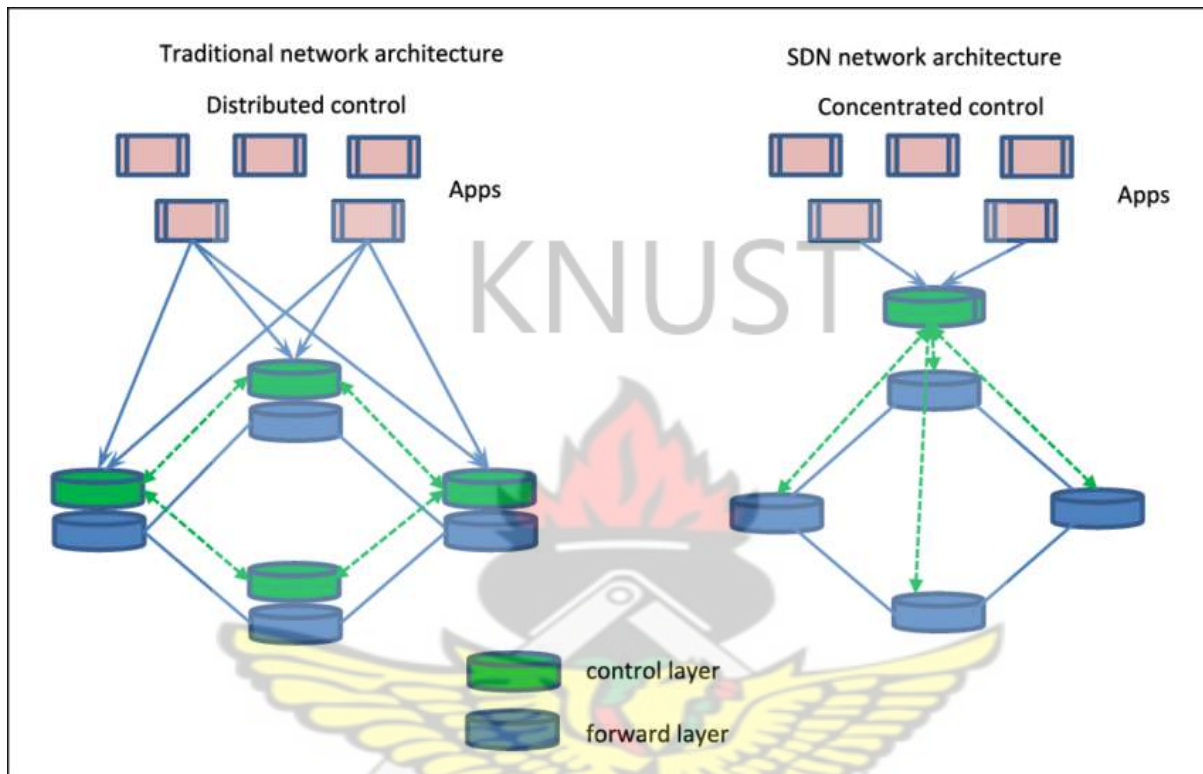 Traditional network architecture
Distributed control
Apps
SDN network architecture
Concentrated control
Apps
KNUST
control layer
forward layer